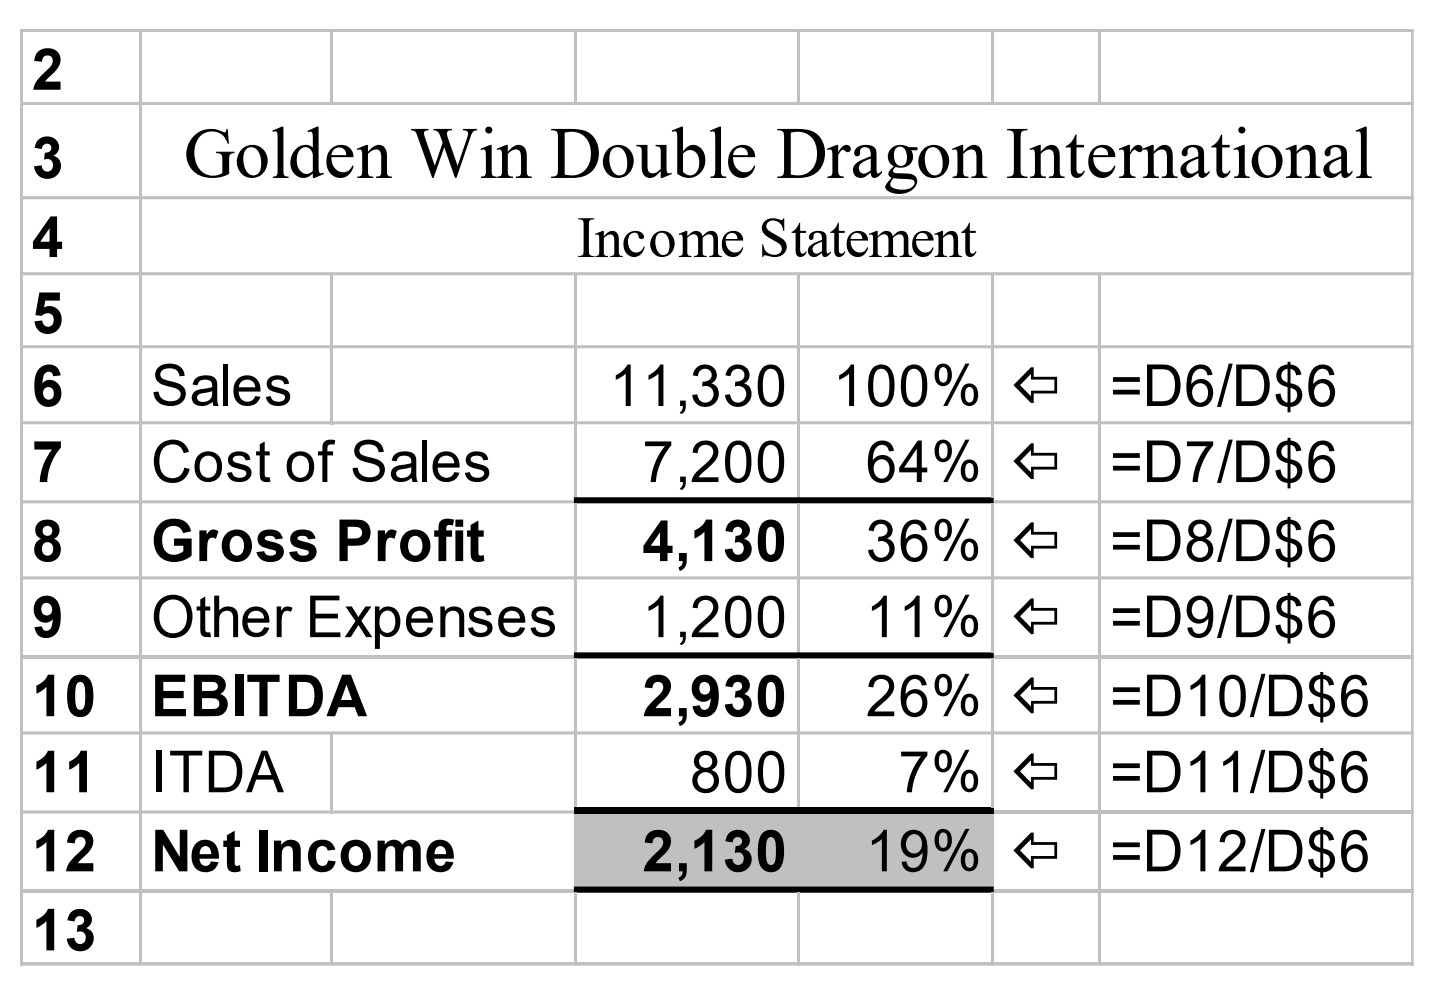 2
3 Golden Win Double Dragon International
4 Income Statement
5
6 Sales 11,330 100% ⇦ =D6/D$6
7 Cost of Sales 7,200 64% ⇦ =D7/D$6
8 Gross Profit 4,130 36% ⇦ =D8/D$6
9 Other Expenses 1,200 11% ⇦ =D9/D$6
10 EBITDA 2,930 26% ⇦ =D10/D$6
11 ITDA 800 7% ⇦ =D11/D$6
12 Net Income 2,130 19% ⇦ =D12/D$6
13